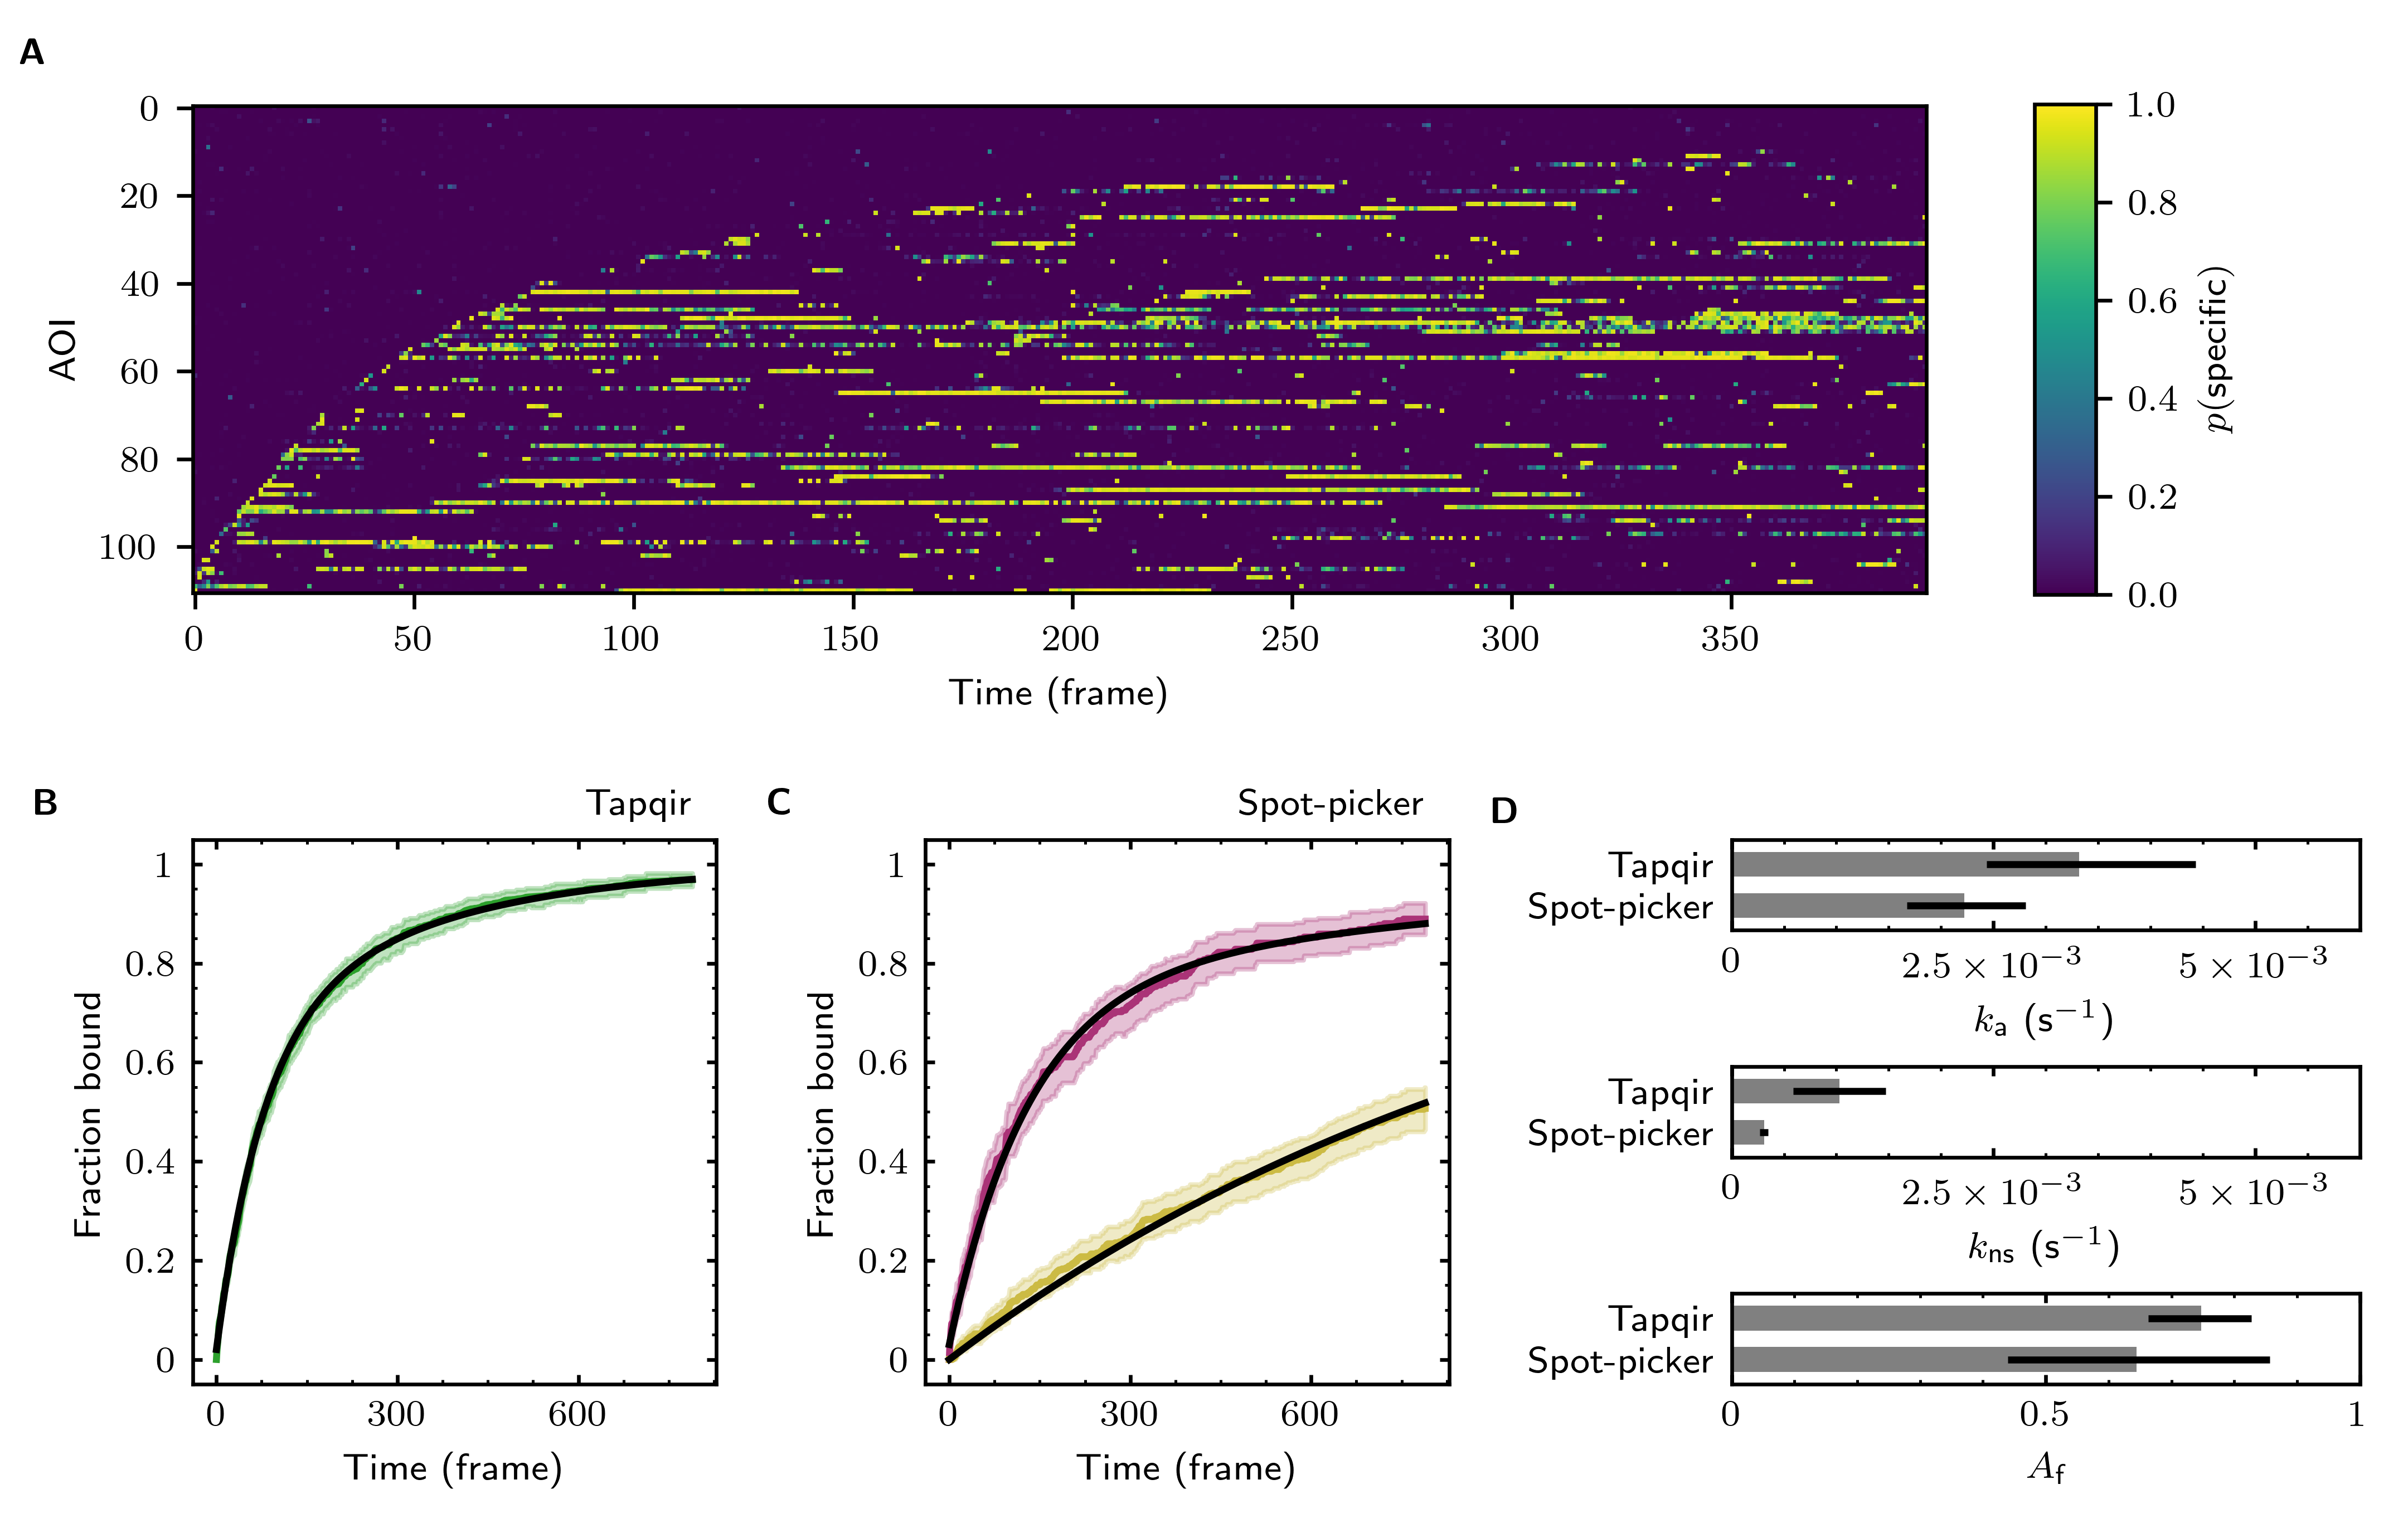 A
0
20
40
60
80
100
AOI
0 50 100 150 200 250 300 350
Time (frame)
1.0
0.8
0.6
0.4
0.2
0.0
p(specific)
B
Tapqir
1
0.8
0.6
0.4
0.2
0
Fraction bound
0 300 600
Time (frame)
C
Spot-picker
1
0.8
0.6
0.4
0.2
0
Fraction bound
0 300 600
Time (frame)
D
Tapqir
Spot-picker
0 2.5 × 10⁻³ 5 × 10⁻³
kₐ (s⁻¹)
Tapqir
Spot-picker
0 2.5 × 10⁻³ 5 × 10⁻³
kₙₛ (s⁻¹)
Tapqir
Spot-picker
0 0.5 1
A_f